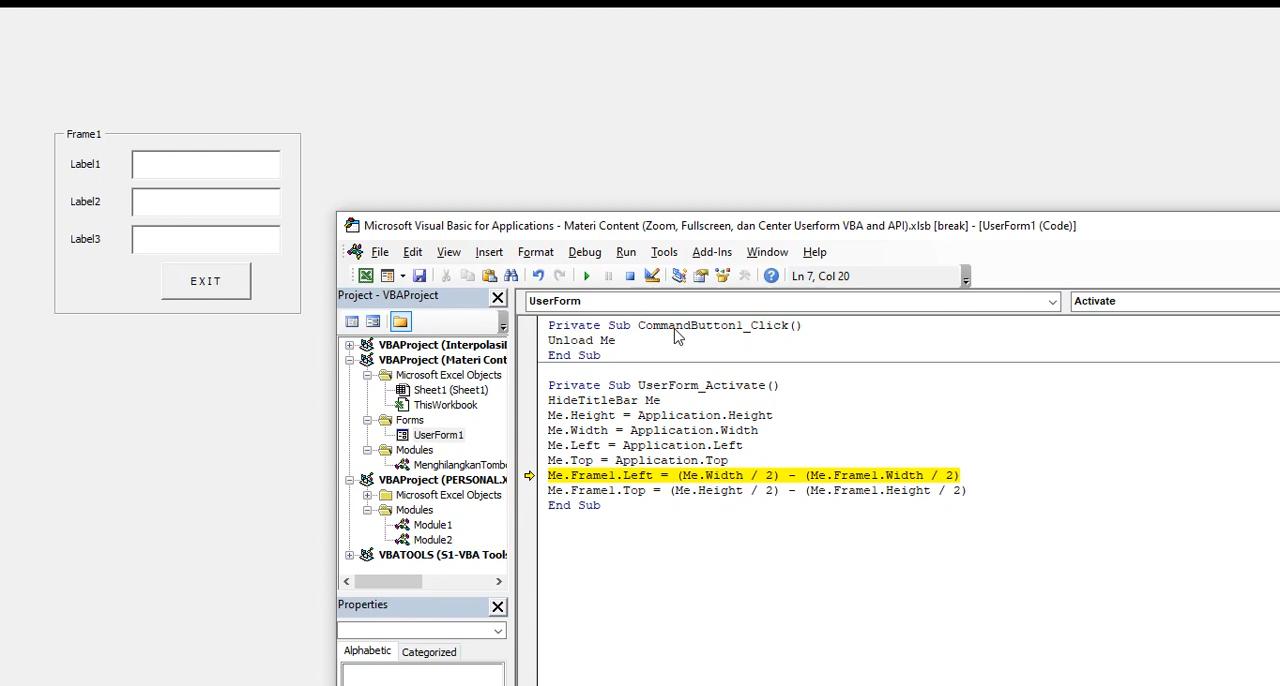 Frame1
Label1
Label2
Label3
EXIT
Microsoft Visual Basic for Applications - Materi Content (Zoom, Fullscreen, dan Center Userform VBA and API).xlsb [break] - [UserForm1 (Code)]
File Edit View Insert Format Debug Run Tools Add-Ins Window Help
Ln 7, Col 20
Project - VBAProject
VBAProject (Interpolasi
VBAProject (Materi Cont
Microsoft Excel Objects
Sheet1 (Sheet1)
ThisWorkbook
Forms
UserForm1
Modules
MenghilangkanTombo
VBAProject (PERSONAL.X
Microsoft Excel Objects
Modules
Module1
Module2
VBATOOLS (S1-VBA Tools
Properties
Alphabetic Categorized
UserForm Activate
Private Sub CommandButton1_Click()
Unload Me
End Sub
Private Sub UserForm_Activate()
HideTitleBar Me
Me.Height = Application.Height
Me.Width = Application.Width
Me.Left = Application.Left
Me.Top = Application.Top
Me.Frame1.Left = (Me.Width / 2) - (Me.Frame1.Width / 2)
Me.Frame1.Top = (Me.Height / 2) - (Me.Frame1.Height / 2)
End Sub